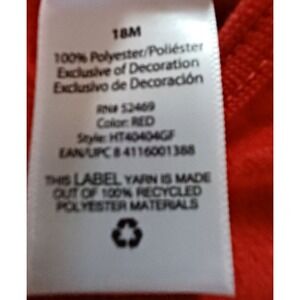 18M
100% Polyester/Poliéster
Exclusive of Decoration
Exclusivo de Decoración
RN# 52469
Color: RED
Style: HT40404GF
EAN/UPC 8 4116001388
THIS LABEL YARN IS MADE
OUT OF 100% RECYCLED
POLYESTER MATERIALS